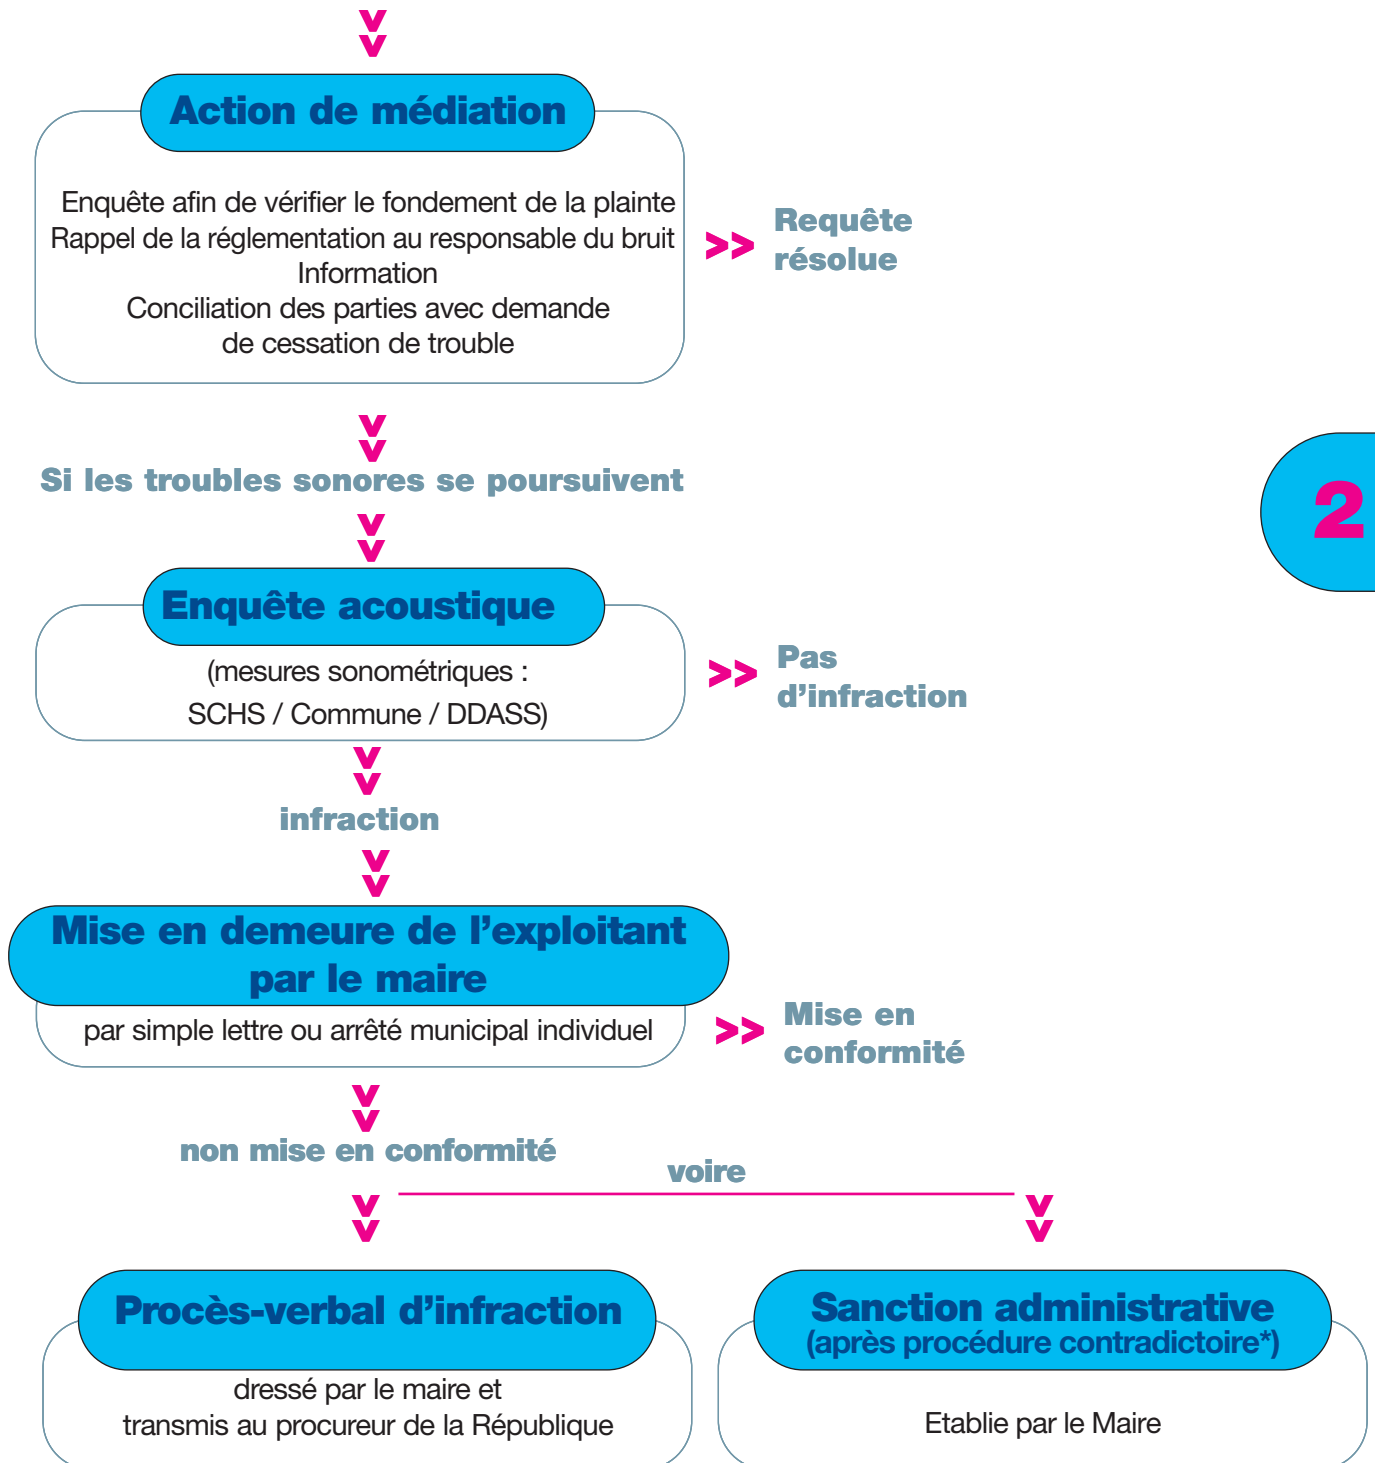 Action de médiation
Enquête afin de vérifier le fondement de la plainte
Rappel de la réglementation au responsable du bruit
Information
Conciliation des parties avec demande
de cessation de trouble
>> Requête
résolue
Si les troubles sonores se poursuivent
2
Enquête acoustique
(mesures sonométriques :
SCHS / Commune / DDASS)
>> Pas
d’infraction
infraction
Mise en demeure de l’exploitant
par le maire
par simple lettre ou arrêté municipal individuel
>> Mise en
conformité
non mise en conformité
voire
Procès-verbal d’infraction
dressé par le maire et
transmis au procureur de la République
Sanction administrative
(après procédure contradictoire*)
Etablie par le Maire